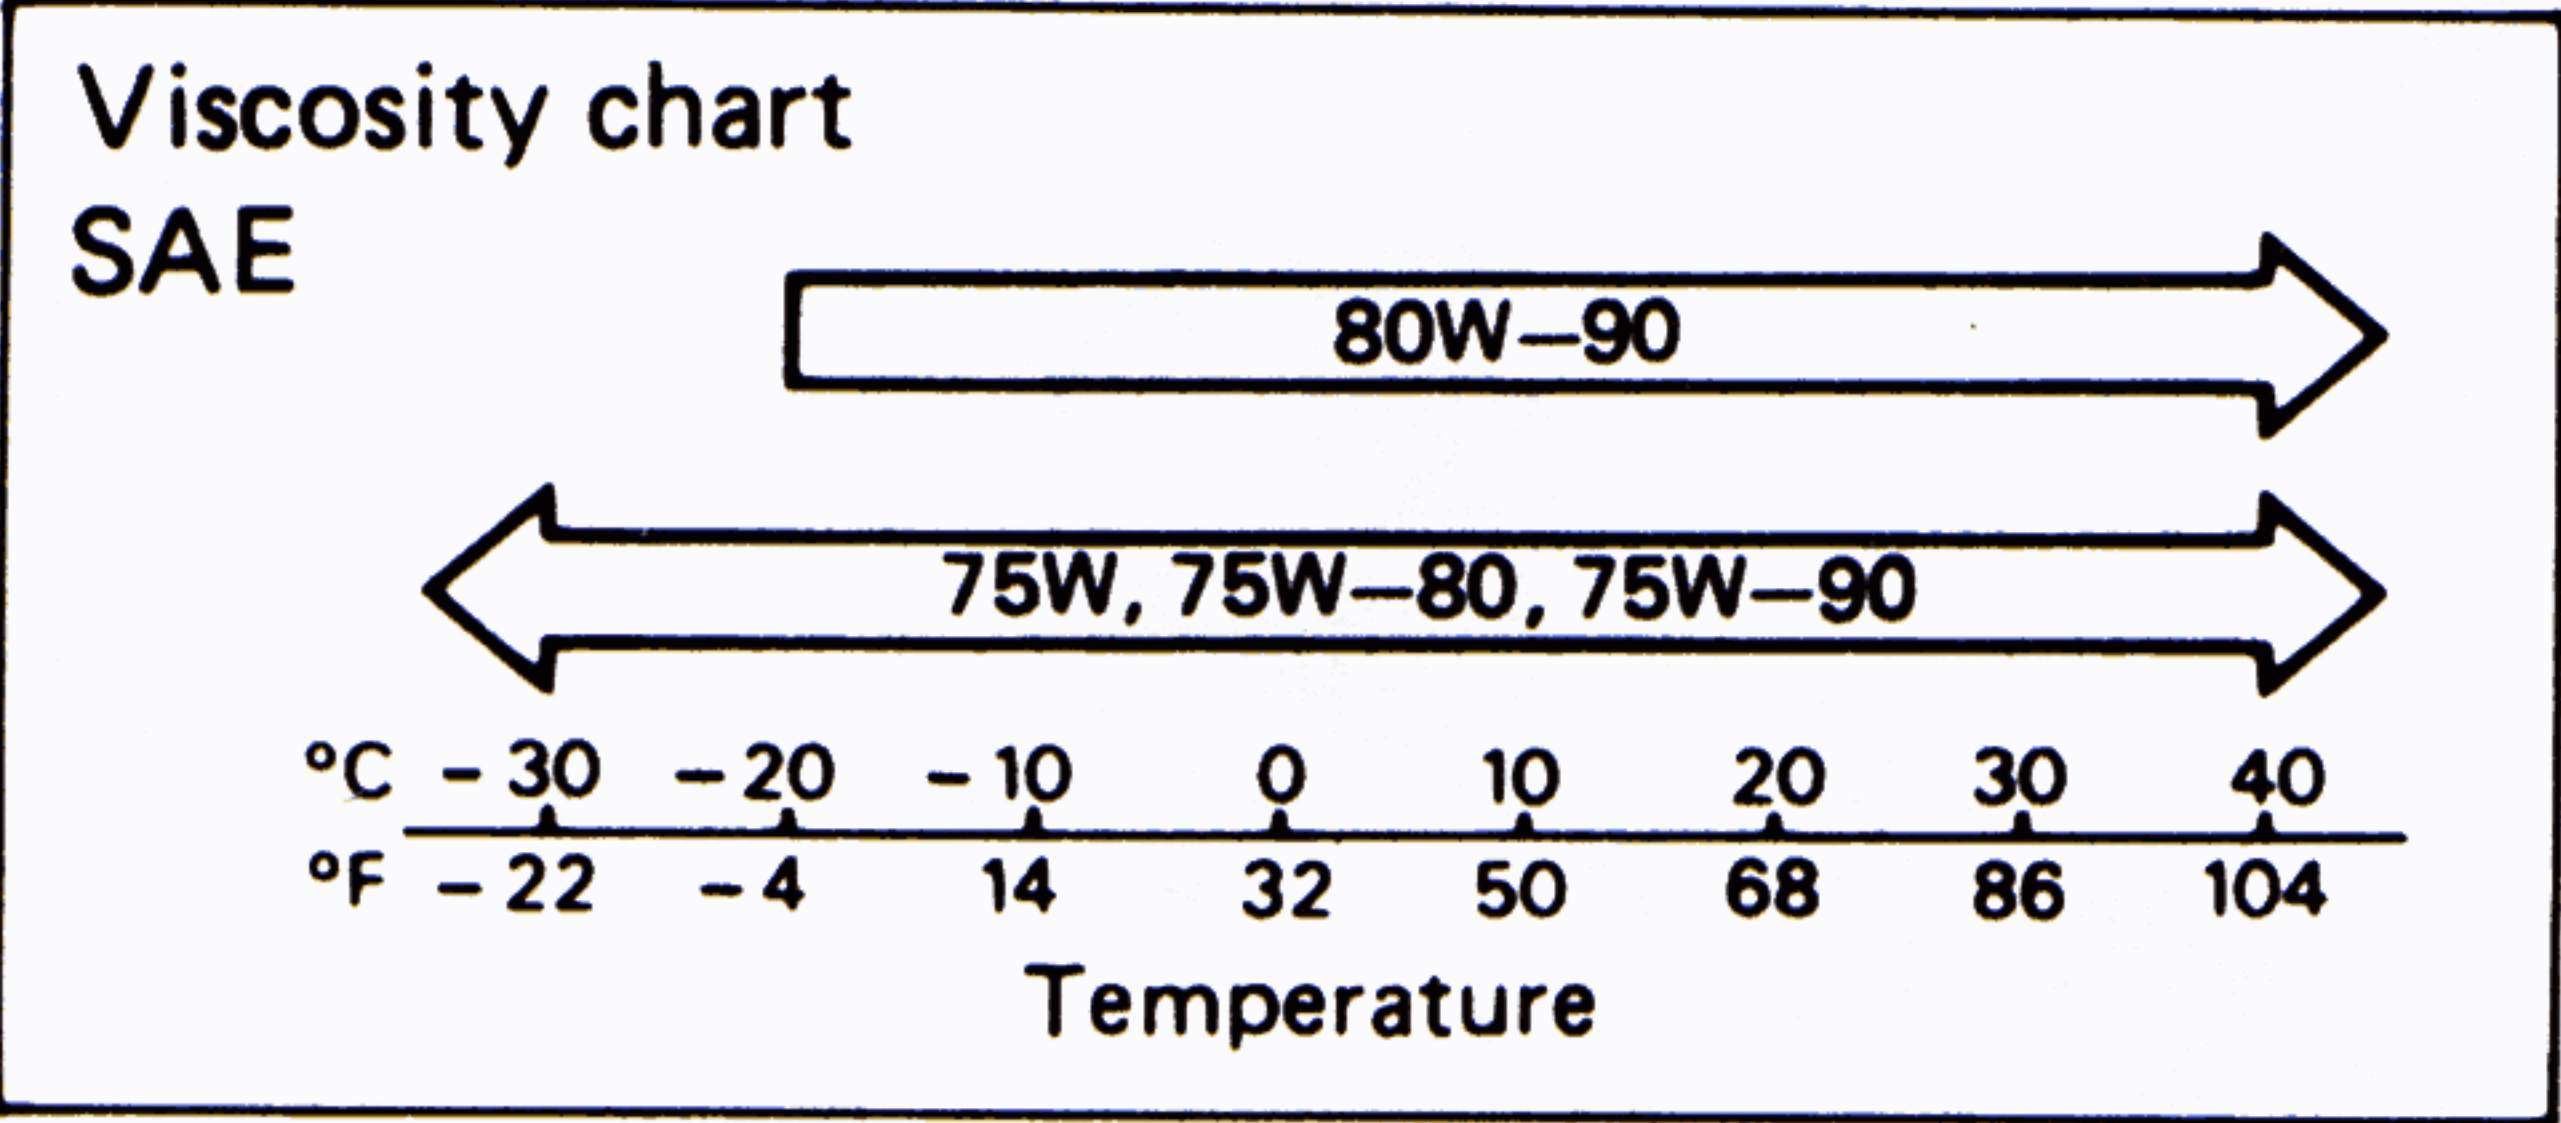 Viscosity chart
SAE
80W—90
75W, 75W—80, 75W—90
°C - 30 - 20 - 10 0 10 20 30 40
°F - 22 - 4 14 32 50 68 86 104
Temperature